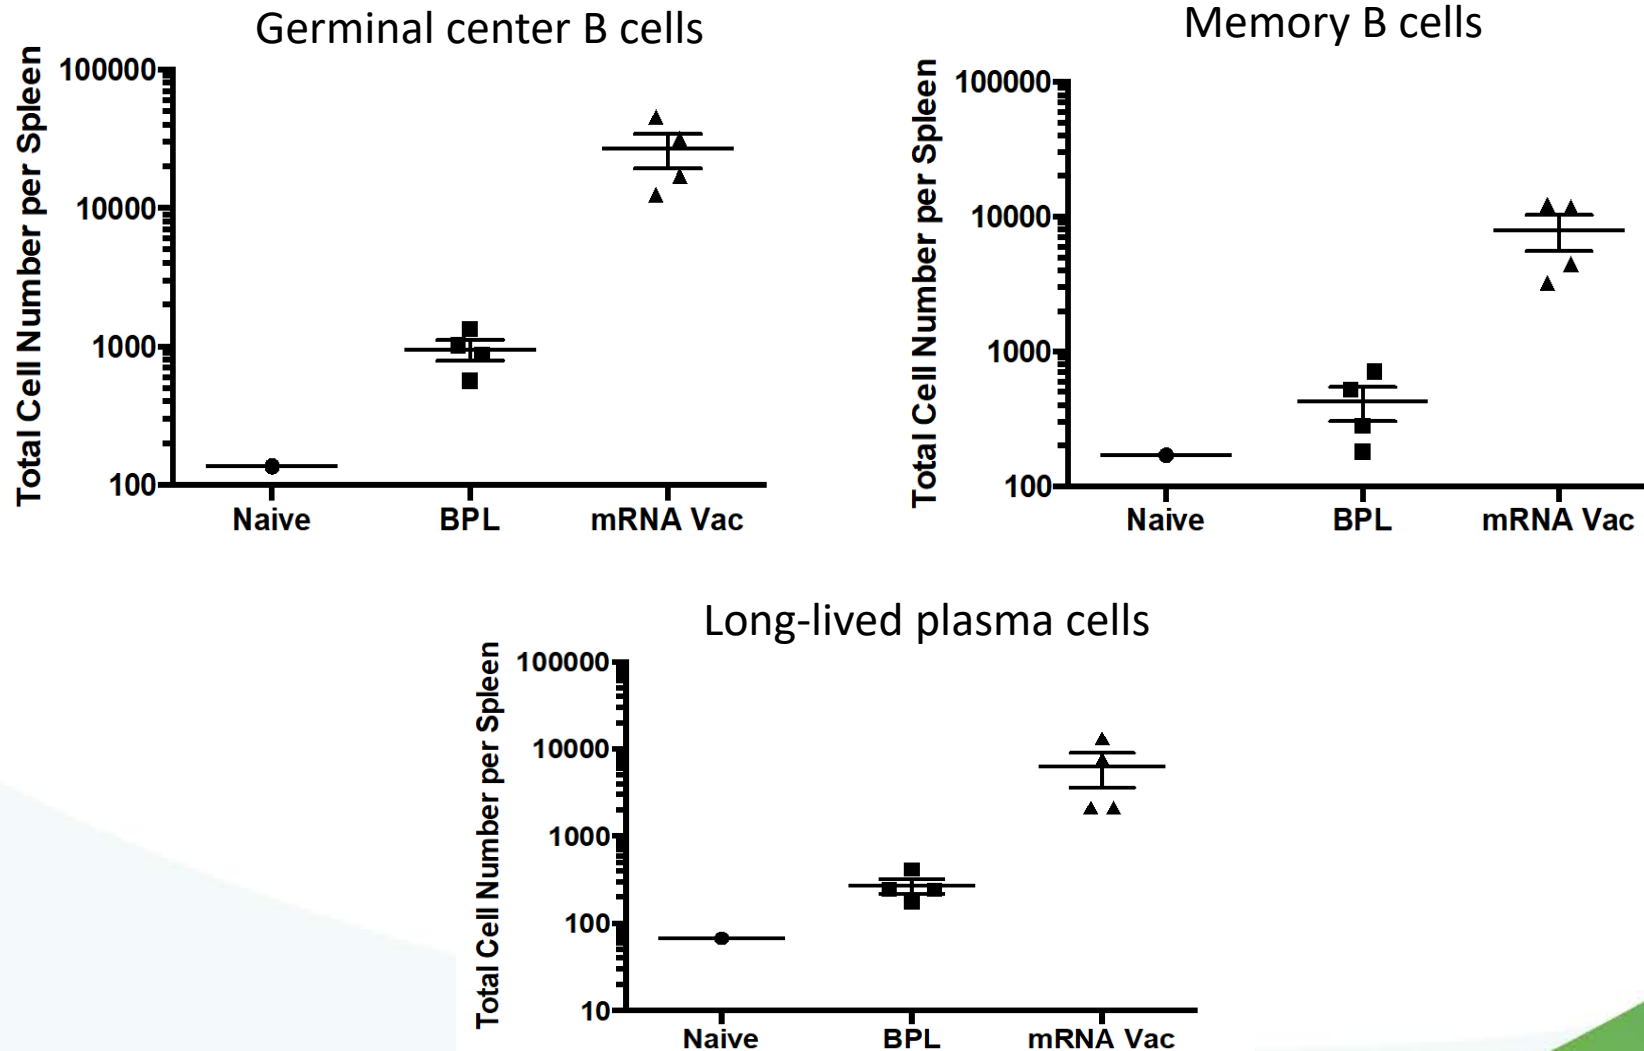 Germinal center B cells
Total Cell Number per Spleen
100000
10000
1000
100
Naive BPL mRNA Vac
Memory B cells
Total Cell Number per Spleen
100000
10000
1000
100
Naive BPL mRNA Vac
Long-lived plasma cells
Total Cell Number per Spleen
100000
10000
1000
100
10
Naive BPL mRNA Vac